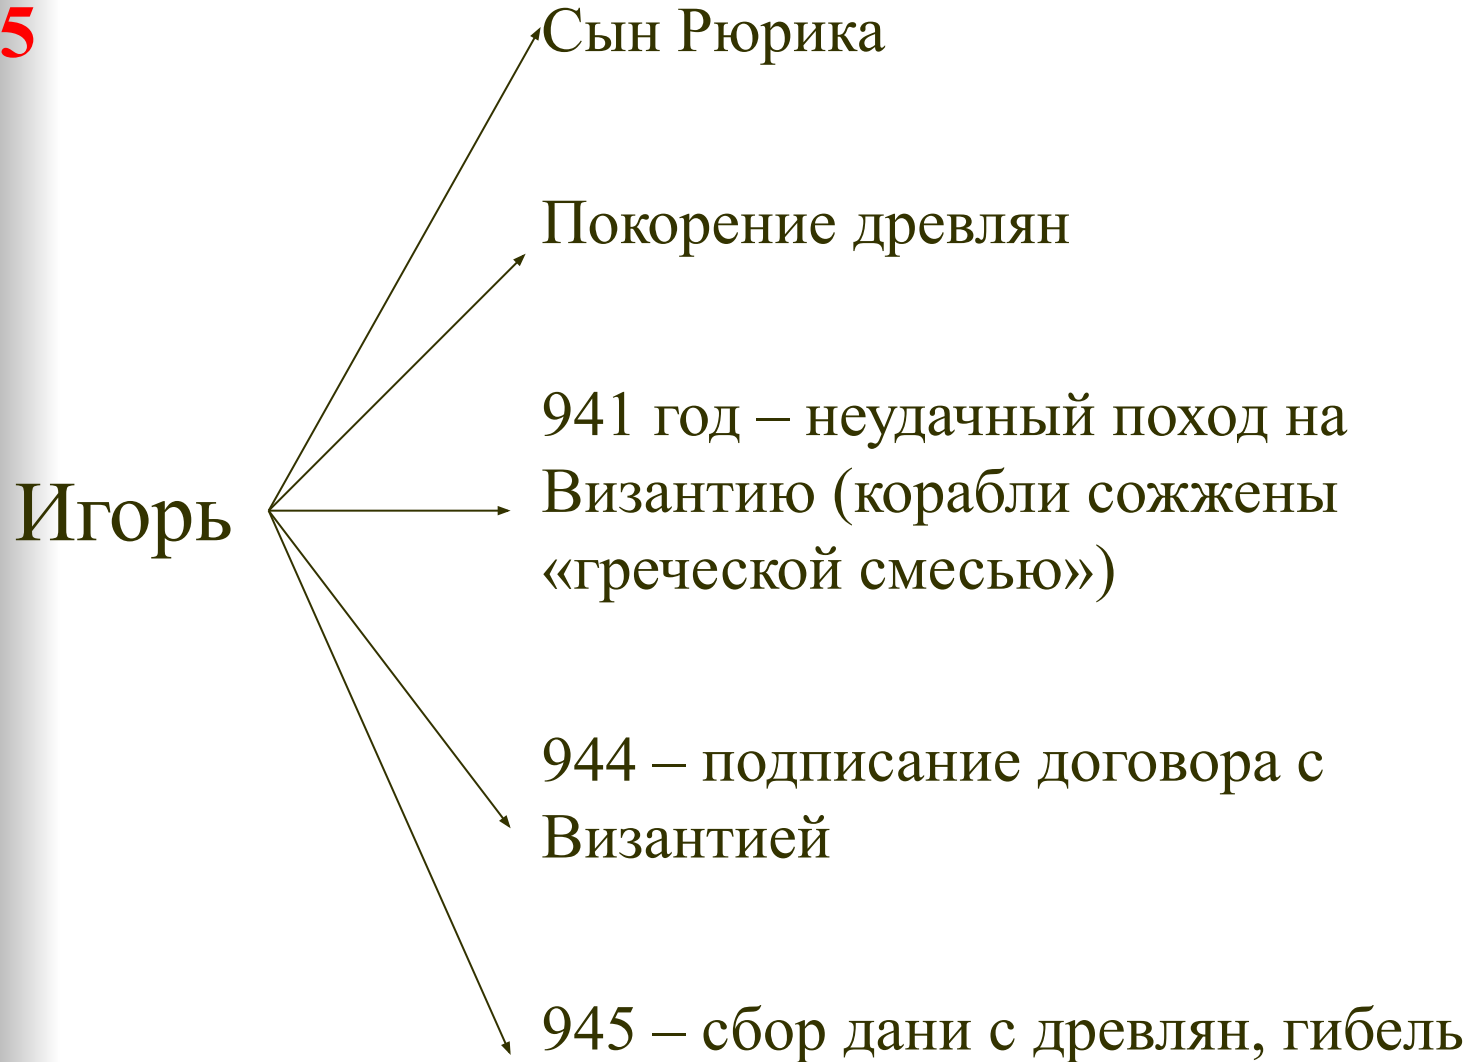 5
Сын Рюрика
Покорение древлян
941 год – неудачный поход на
Византию (корабли сожжены
«греческой смесью»)
Игорь
944 – подписание договора с
Византией
945 – сбор дани с древлян, гибель